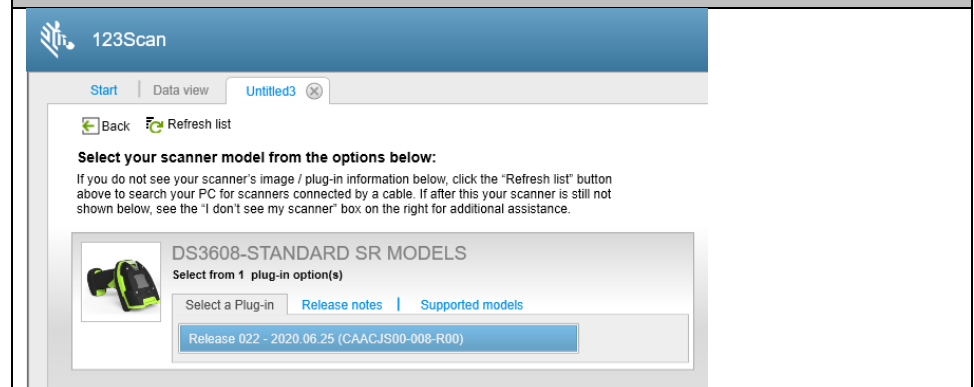 123Scan
Start | Data view Untitled3
Back Refresh list
Select your scanner model from the options below:
If you do not see your scanner's image / plug-in information below, click the “Refresh list” button
above to search your PC for scanners connected by a cable. If after this your scanner is still not
shown below, see the “I don't see my scanner” box on the right for additional assistance.
DS3608-STANDARD SR MODELS
Select from 1 plug-in option(s)
Select a Plug-in Release notes | Supported models
Release 022 - 2020.06.25 (CAACJS00-008-R00)